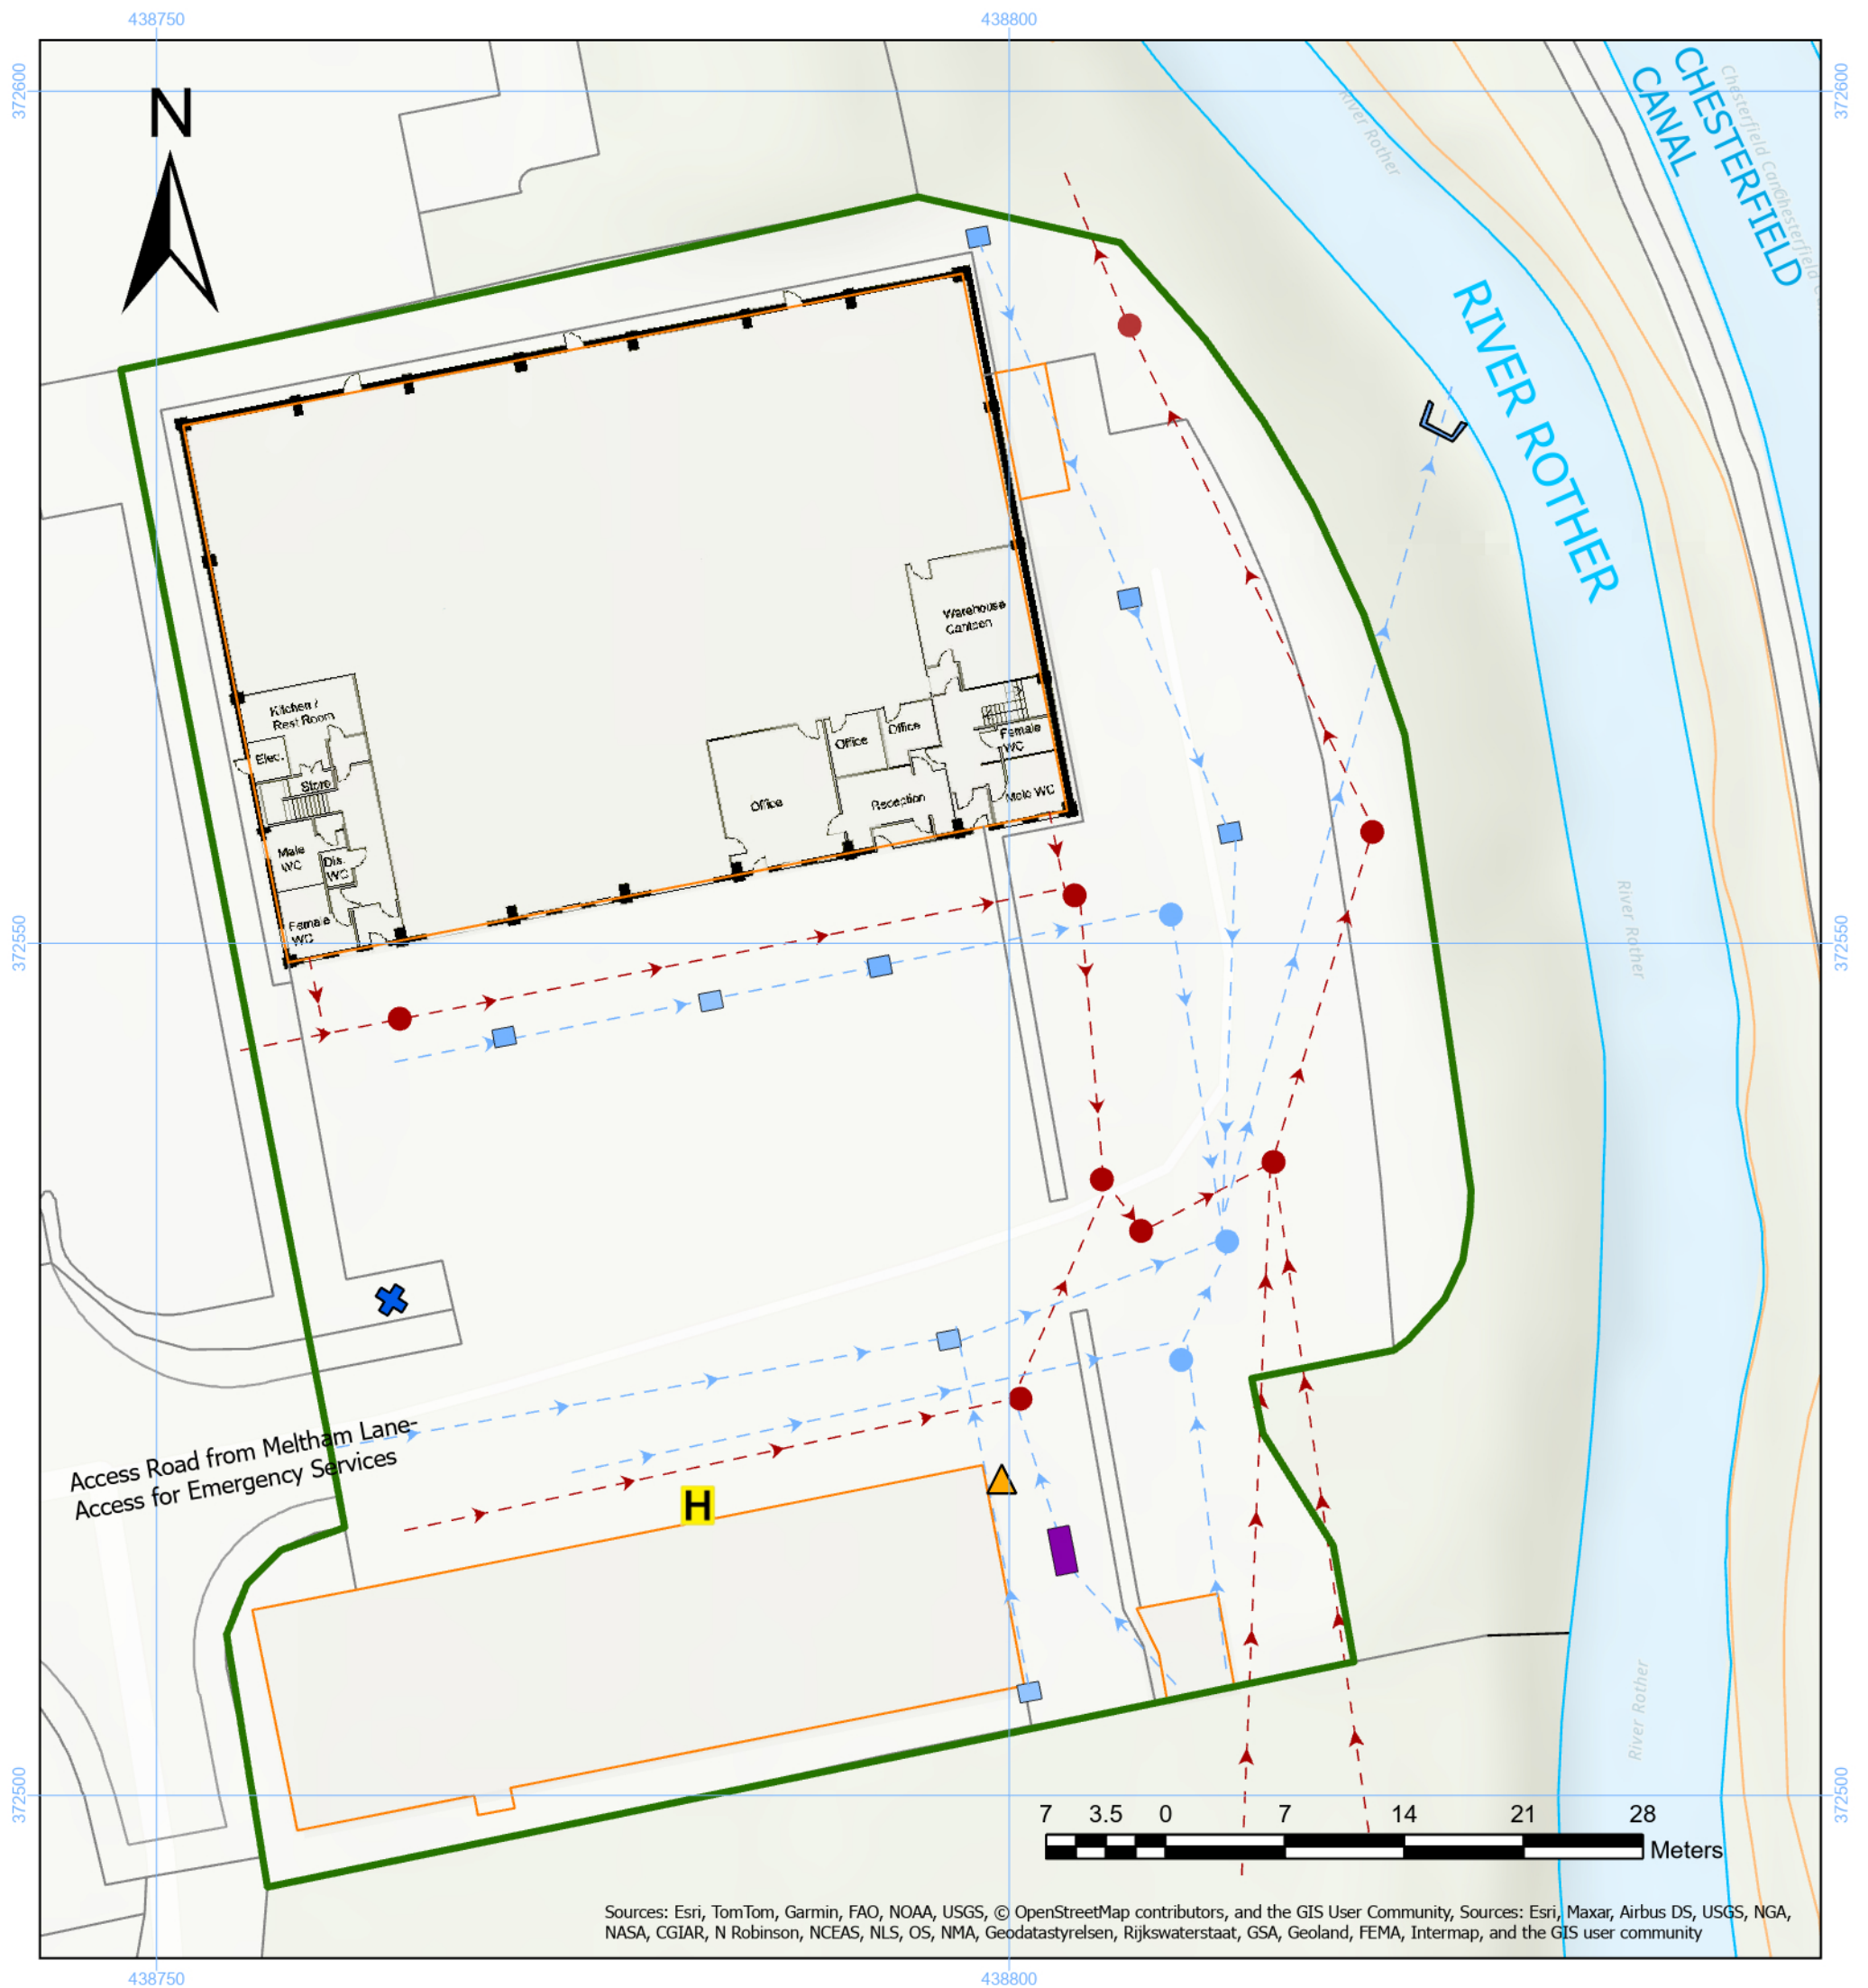 438750
438800
372600
372600
N
CHESTERFIELD
CANAL
Chesterfield Canal
River Rother
RIVER ROTHER
Warehouse
Canteen
Kitchen /
Rest Room
Elec.
Store
Male
WC
Dis.
WC
Female
WC
Office
Office
Office
Reception
Female
WC
Male WC
372550
372550
River Rother
Access Road from Meltham Lane-
Access for Emergency Services
H
River Rother
372500
372500
7 3.5 0 7 14 21 28
Meters
Sources: Esri, TomTom, Garmin, FAO, NOAA, USGS, © OpenStreetMap contributors, and the GIS User Community, Sources: Esri, Maxar, Airbus DS, USGS, NGA,
NASA, CGIAR, N Robinson, NCEAS, NLS, OS, NMA, Geodatastyrelsen, Rijkswaterstaat, GSA, Geoland, FEMA, Intermap, and the GIS user community
438750
438800